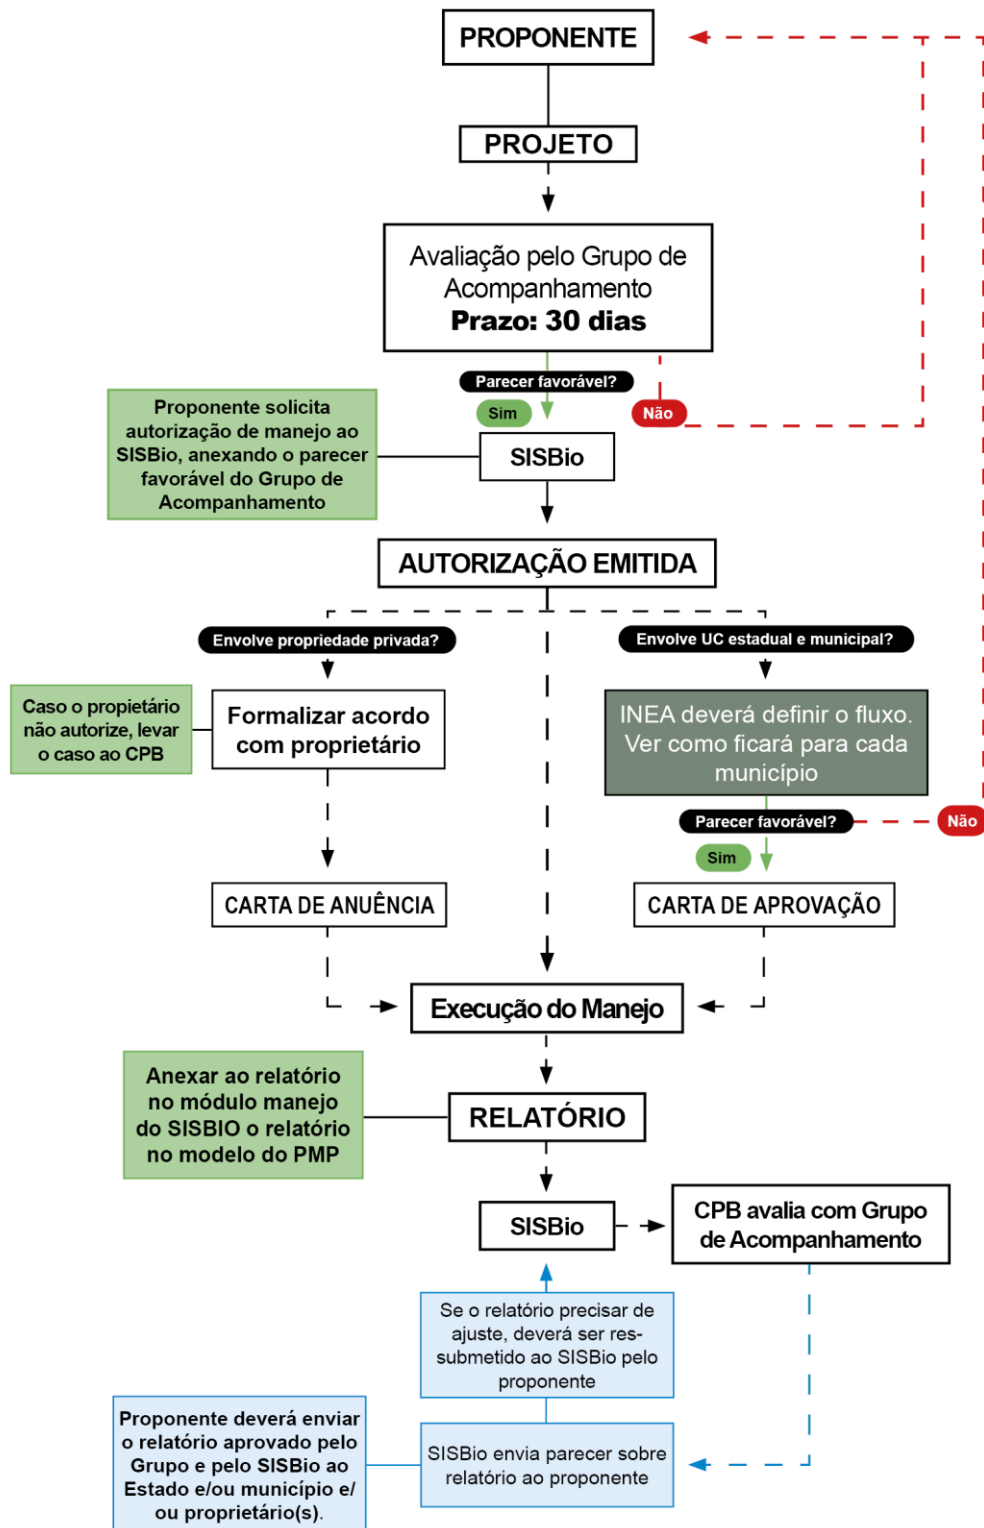 PROPONENTE
PROJETO
Avaliação pelo Grupo de
Acompanhamento
Prazo: 30 dias
Parecer favorável?
Sim
Não
Proponente solicita
autorização de manejo ao
SISBio, anexando o parecer
favorável do Grupo de
Acompanhamento
SISBio
AUTORIZAÇÃO EMITIDA
Envolve propriedade privada?
Envolve UC estadual e municipal?
Caso o propietário
não autorize, levar
o caso ao CPB
Formalizar acordo
com proprietário
INEA deverá definir o fluxo.
Ver como ficará para cada
município
Parecer favorável?
Não
Sim
CARTA DE ANUÊNCIA
CARTA DE APROVAÇÃO
Execução do Manejo
Anexar ao relatório
no módulo manejo
do SISBIO o relatório
no modelo do PMP
RELATÓRIO
SISBio
CPB avalia com Grupo
de Acompanhamento
Se o relatório precisar de
ajuste, deverá ser res-
submetido ao SISBio pelo
proponente
Proponente deverá enviar
o relatório aprovado pelo
Grupo e pelo SISBio ao
Estado e/ou município e/
ou proprietário(s).
SISBio envia parecer sobre
relatório ao proponente